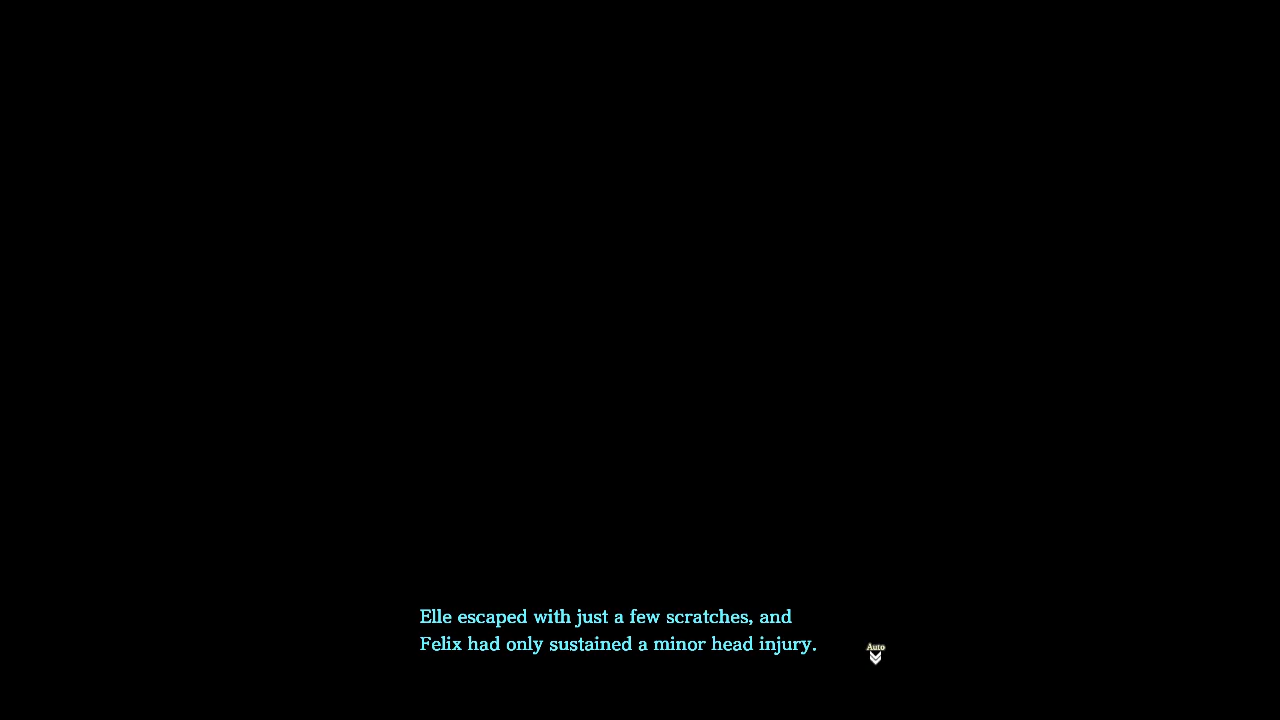 Elle escaped with just a few scratches, and
Felix had only sustained a minor head injury.
Auto